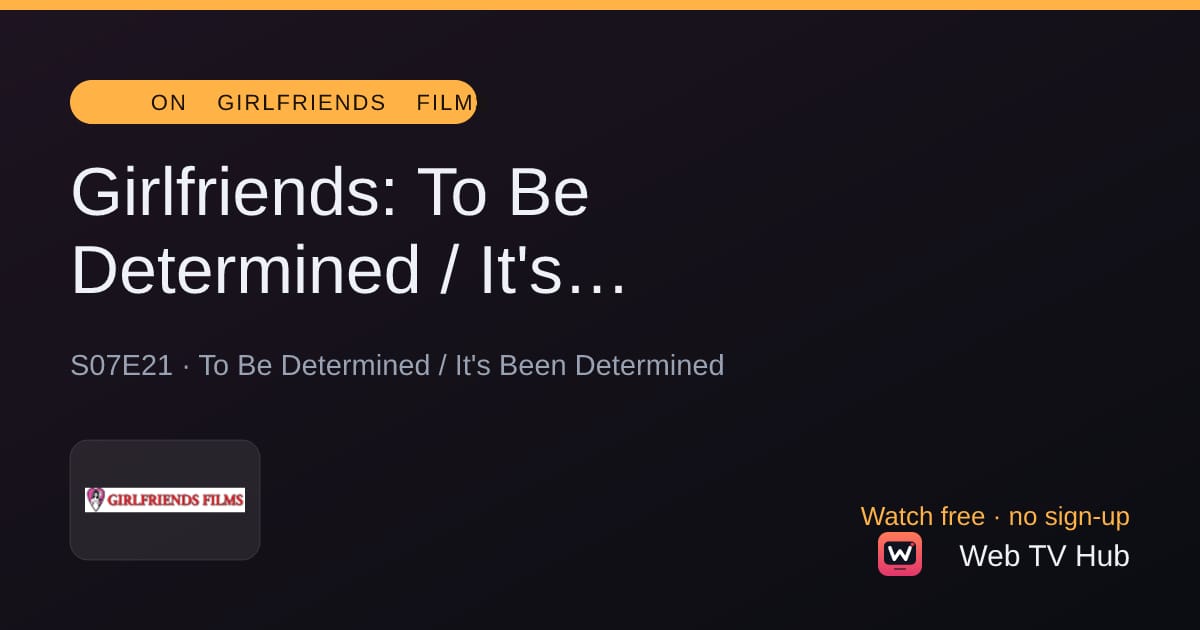 ON GIRLFRIENDS FILM
Girlfriends: To Be
Determined / It's...
S07E21 · To Be Determined / It's Been Determined
GIRLFRIENDS FILMS
Watch free · no sign-up
Web TV Hub